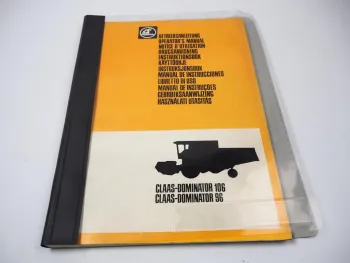 BETRIEBSANLEITUNG
OPERATOR'S MANUAL
NOTICE D'UTILISATION
BRUGSANVISNING
INSTRUKTIONSBOK
KÄYTTÖOHJE
INSTRUKSJONSBOK
MANUAL DE INSTRUCCIONES
LIBRETTO DI USO
MANUAL DE INSTRUÇÕES
GEBRUIKSAANWIJZING
HASZNÁLATI UTASÍTÁS
CLAAS-DOMINATOR 106
CLAAS-DOMINATOR 96